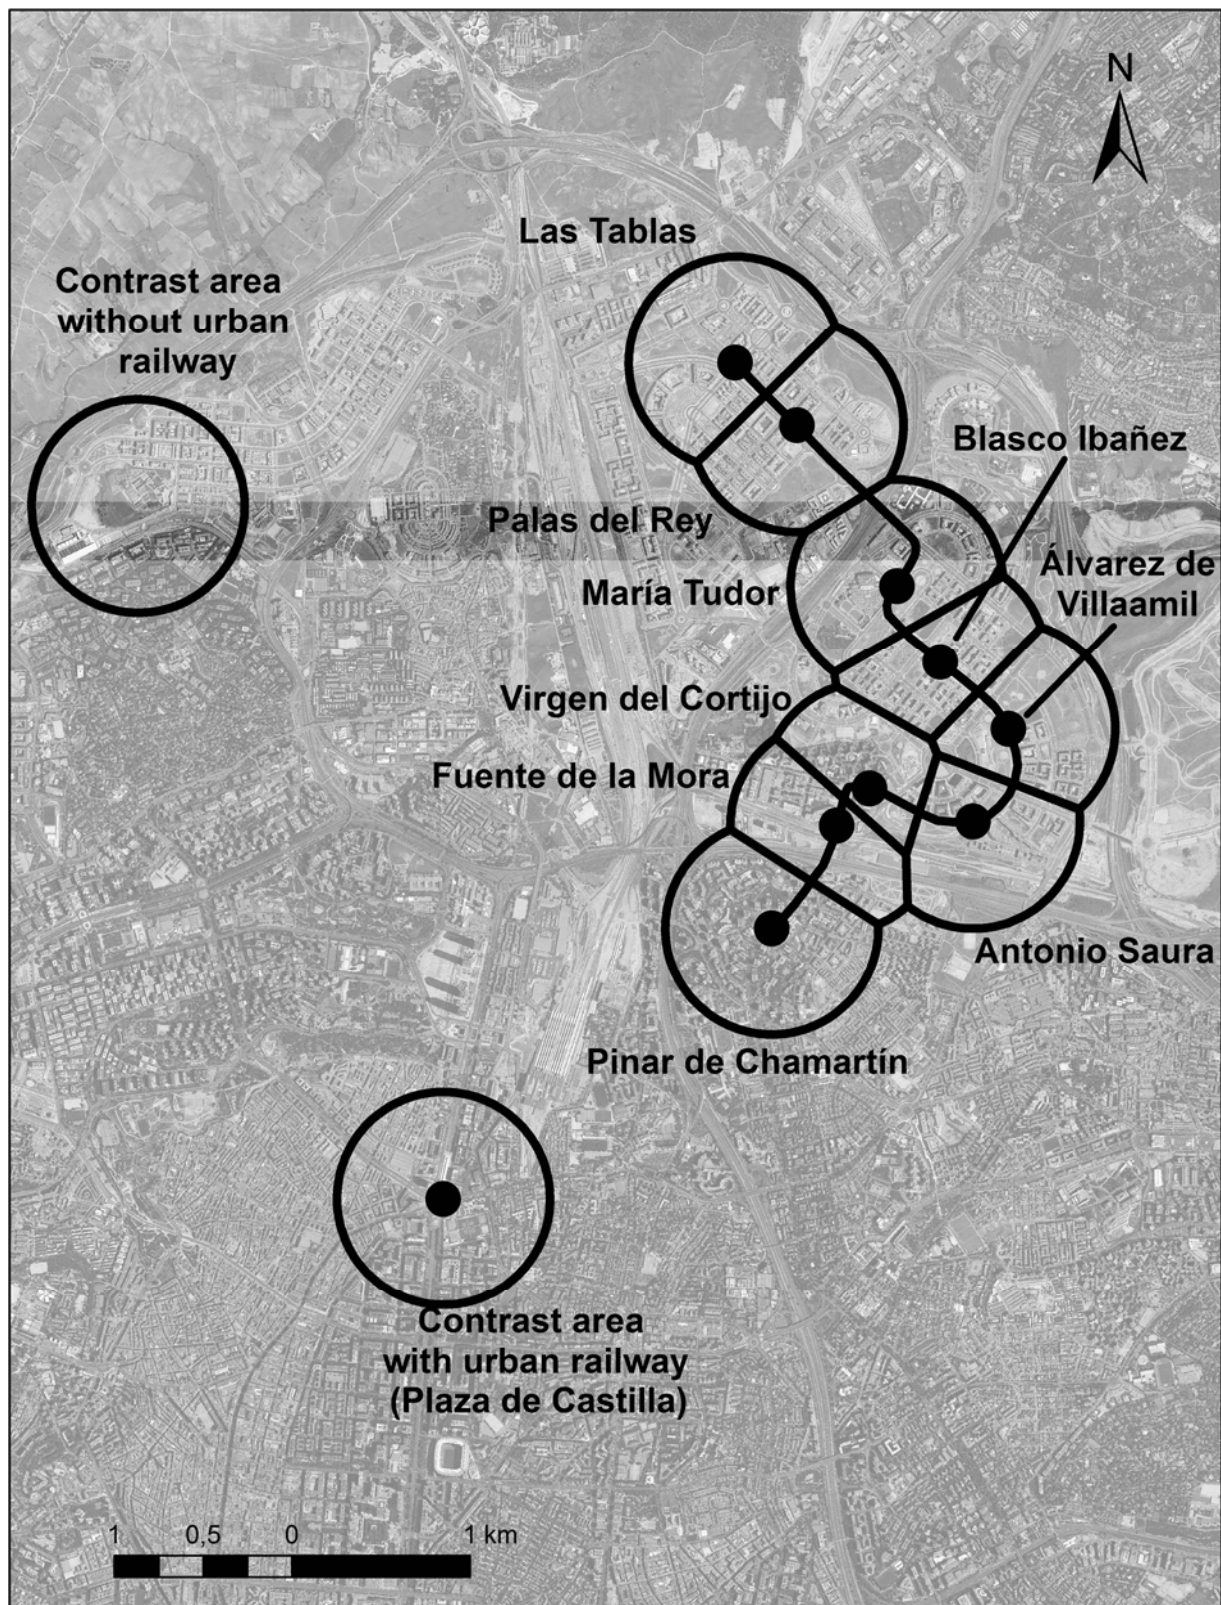 N
Las Tablas
Contrast area
without urban
railway
Blasco Ibañez
Palas del Rey
Álvarez de
Villaamil
María Tudor
Virgen del Cortijo
Fuente de la Mora
Antonio Saura
Pinar de Chamartín
Contrast area
with urban railway
(Plaza de Castilla)
1 0,5 0 1 km